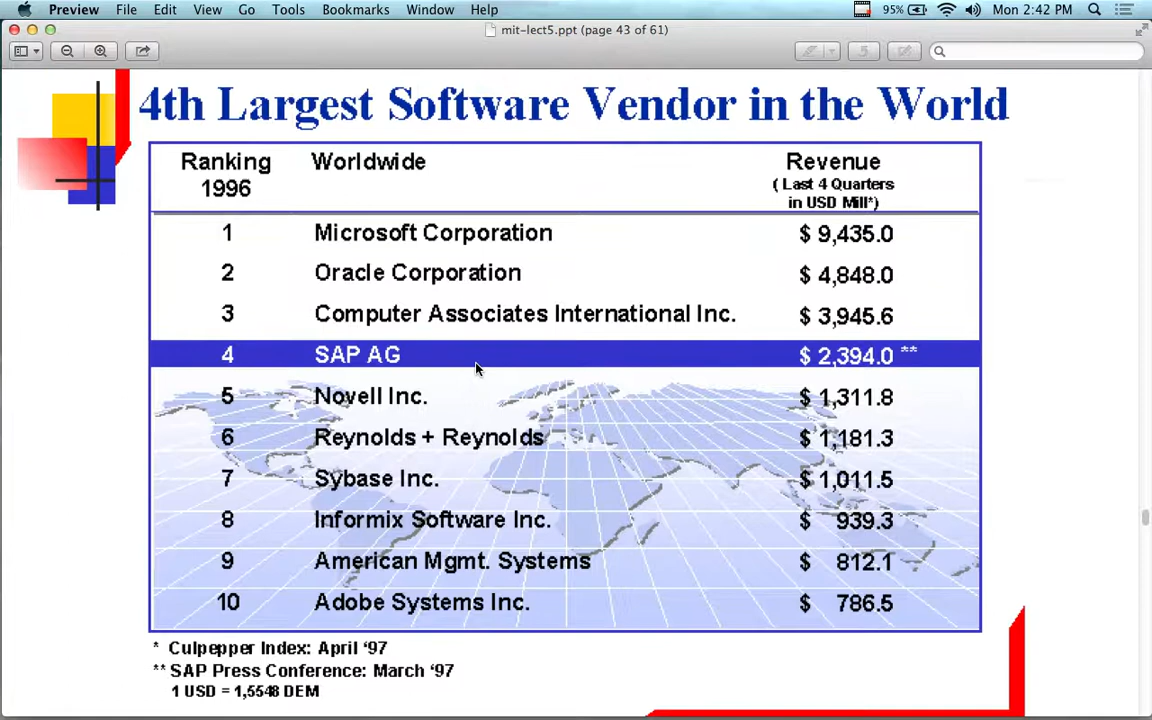 Preview File Edit View Go Tools Bookmarks Window Help 95% Mon 2:42 PM
mit-lect5.ppt (page 43 of 61)
4th Largest Software Vendor in the World
Ranking 1996 Worldwide Revenue
( Last 4 Quarters
in USD Mill*)
1 Microsoft Corporation $ 9,435.0
2 Oracle Corporation $ 4,848.0
3 Computer Associates International Inc. $ 3,945.6
4 SAP AG $ 2,394.0 **
5 Novell Inc. $ 1,311.8
6 Reynolds + Reynolds $ 1,181.3
7 Sybase Inc. $ 1,011.5
8 Informix Software Inc. $ 939.3
9 American Mgmt. Systems $ 812.1
10 Adobe Systems Inc. $ 786.5
* Culpepper Index: April ‘97
** SAP Press Conference: March ‘97
1 USD = 1,5548 DEM